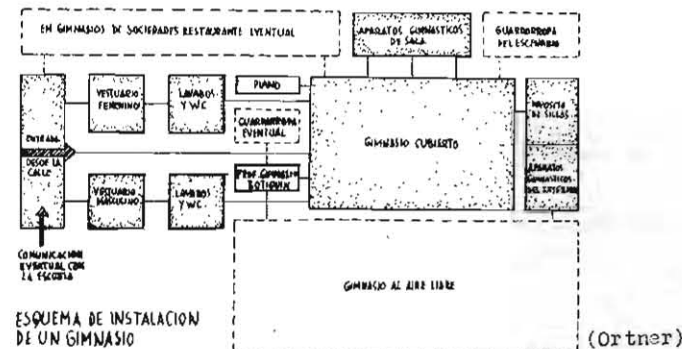 EN GIMNASIOS DE SOCIEDADES RESTAURANTE EVENTUAL
APARATOS GIMNASTICOS
DE SALA
GUARDARROPA
DEL ESCENARIO
VESTUARIO
FEMENINO
LAVABOS
Y WC.
PIANO
GUARDARROPA
EVENTUAL
GIMNASIO CUBIERTO
DEPOSITO
DE SILLAS
ENTRADA
DESDE LA
CALLE
VESTUARIO
MASCULINO
LAVABOS
Y WC.
PROF. GIMNASIO
BOTIQUIN
APARATOS
GIMNASTICOS
COMUNICACION
EVENTUAL CON
LA ESCUELA
GIMNASIO AL AIRE LIBRE
ESQUEMA DE INSTALACION
DE UN GIMNASIO
(Ortner)